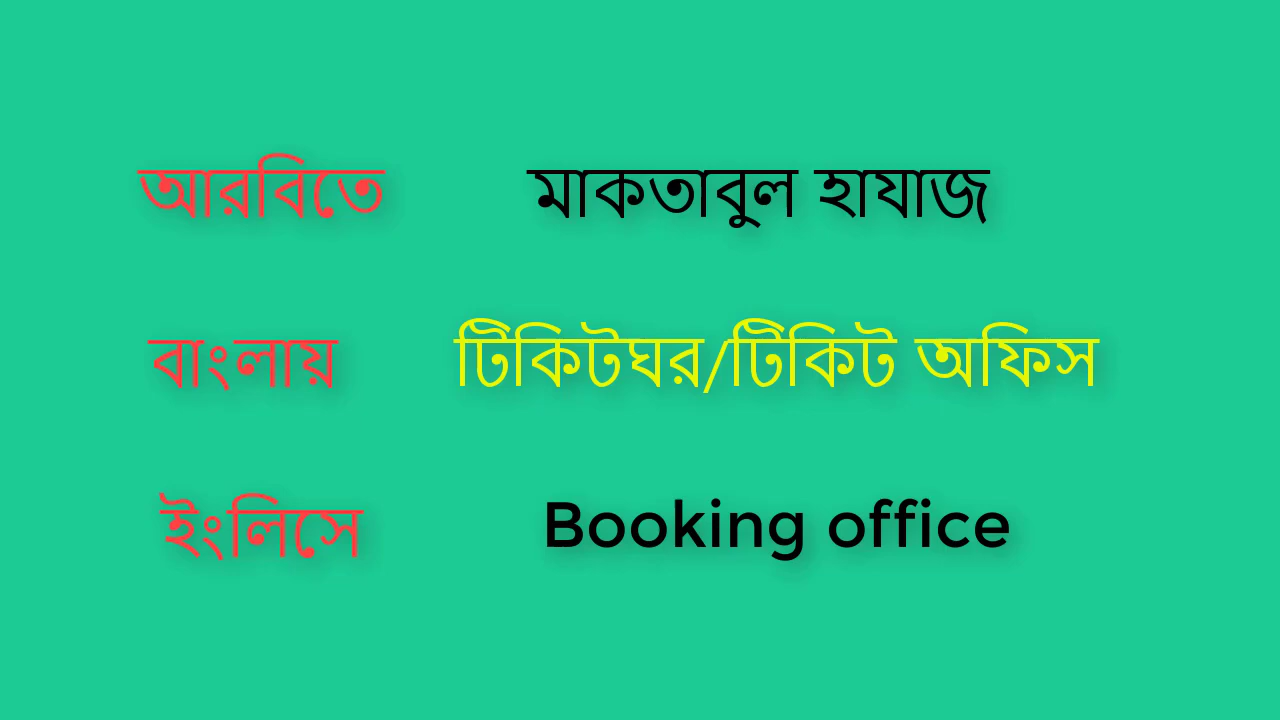 আরবিতে মাকতাবুল হাযাজ
বাংলায় টিকিটঘর/টিকিট অফিস
ইংলিসে Booking office